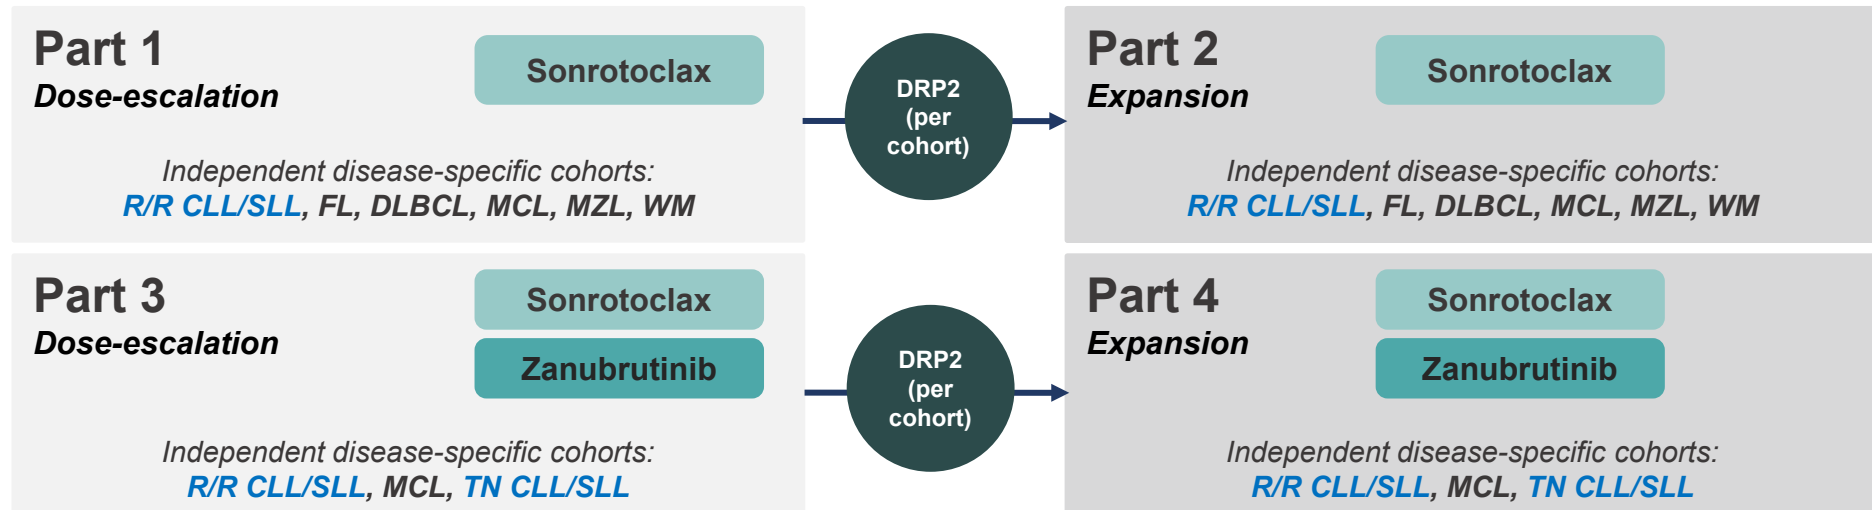 Part 1
Dose-escalation
Sonrotoclax
Independent disease-specific cohorts:
R/R CLL/SLL, FL, DLBCL, MCL, MZL, WM
DRP2
(per
cohort)
Part 2
Expansion
Sonrotoclax
Independent disease-specific cohorts:
R/R CLL/SLL, FL, DLBCL, MCL, MZL, WM
Part 3
Dose-escalation
Sonrotoclax
Zanubrutinib
Independent disease-specific cohorts:
R/R CLL/SLL, MCL, TN CLL/SLL
DRP2
(per
cohort)
Part 4
Expansion
Sonrotoclax
Zanubrutinib
Independent disease-specific cohorts:
R/R CLL/SLL, MCL, TN CLL/SLL